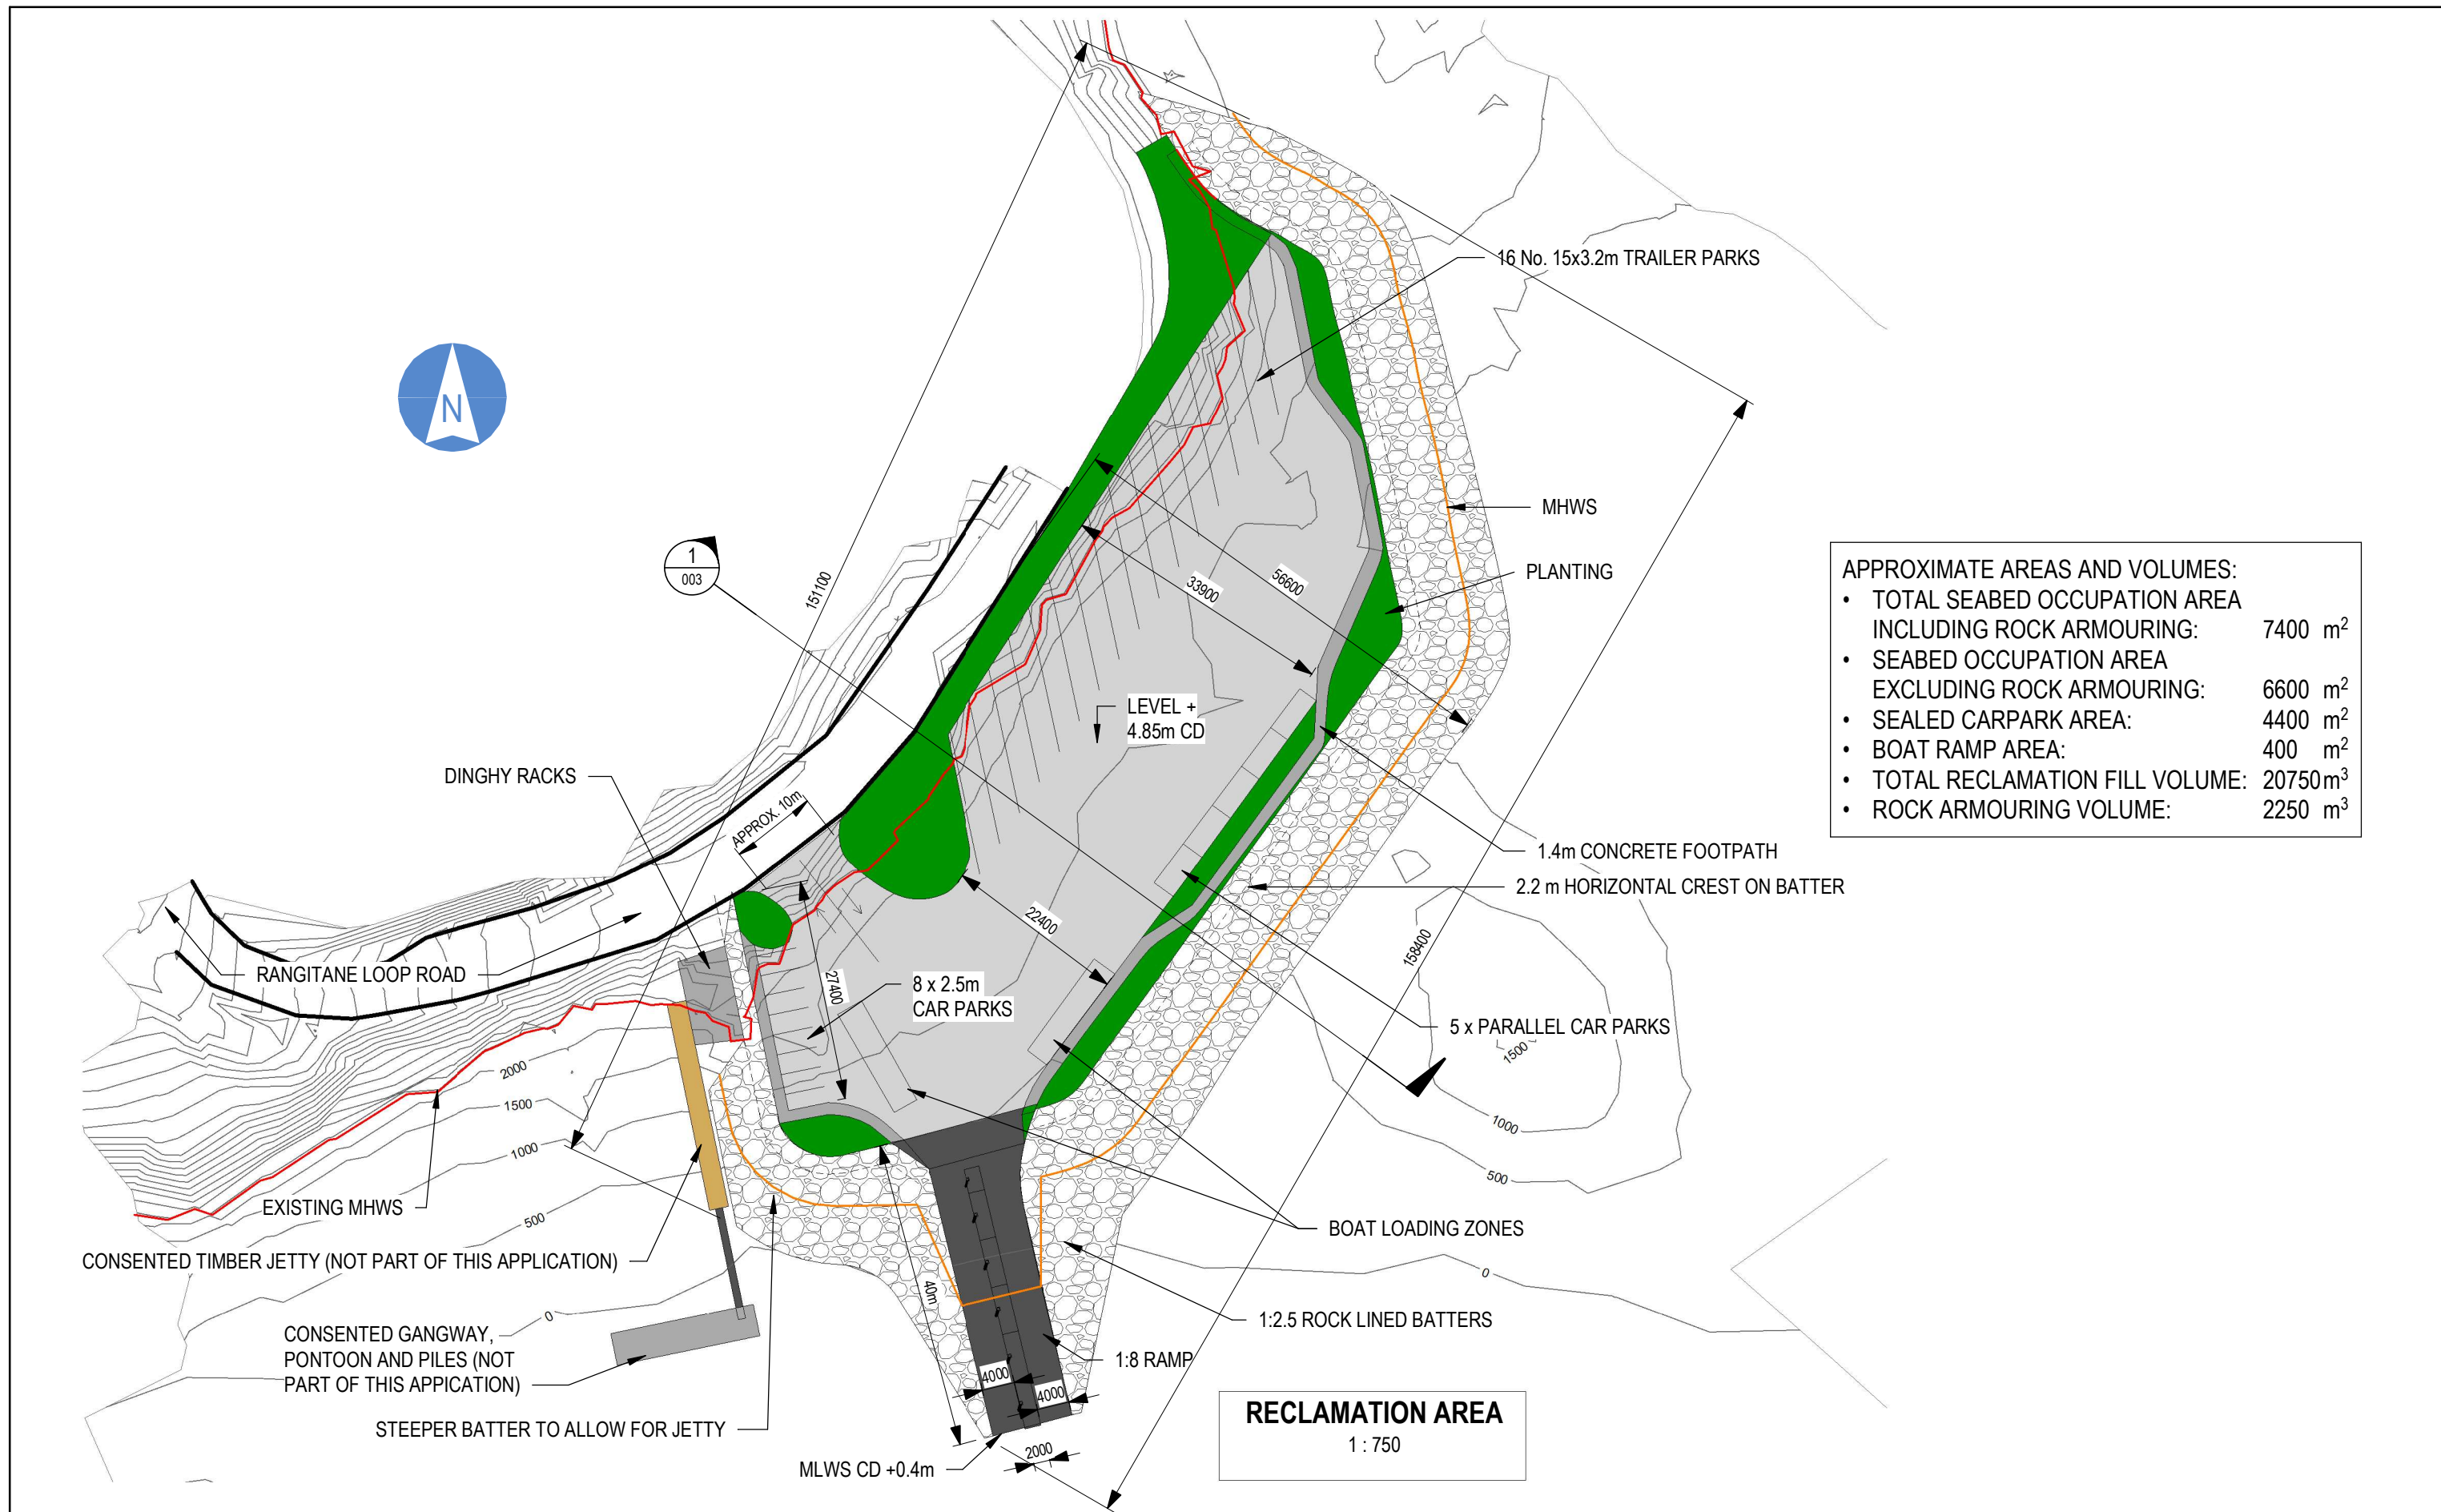 16 No. 15x3.2m TRAILER PARKS
N
MHWS
1
003
PLANTING
151100
33900
56600
APPROXIMATE AREAS AND VOLUMES:
• TOTAL SEABED OCCUPATION AREA
INCLUDING ROCK ARMOURING: 7400 m²
• SEABED OCCUPATION AREA
EXCLUDING ROCK ARMOURING: 6600 m²
• SEALED CARPARK AREA: 4400 m²
• BOAT RAMP AREA: 400 m²
• TOTAL RECLAMATION FILL VOLUME: 20750m³
• ROCK ARMOURING VOLUME: 2250 m³
LEVEL +
4.85m CD
DINGHY RACKS
APPROX. 10m
1.4m CONCRETE FOOTPATH
2.2 m HORIZONTAL CREST ON BATTER
22400
158400
RANGITANE LOOP ROAD
27400
8 x 2.5m
CAR PARKS
5 x PARALLEL CAR PARKS
1500
2000
1500
1000
1000
500
500
0
0
EXISTING MHWS
BOAT LOADING ZONES
CONSENTED TIMBER JETTY (NOT PART OF THIS APPLICATION)
40m
CONSENTED GANGWAY,
PONTOON AND PILES (NOT
PART OF THIS APPICATION)
1:2.5 ROCK LINED BATTERS
1:8 RAMP
4000
4000
2000
STEEPER BATTER TO ALLOW FOR JETTY
MLWS CD +0.4m
RECLAMATION AREA
1 : 750